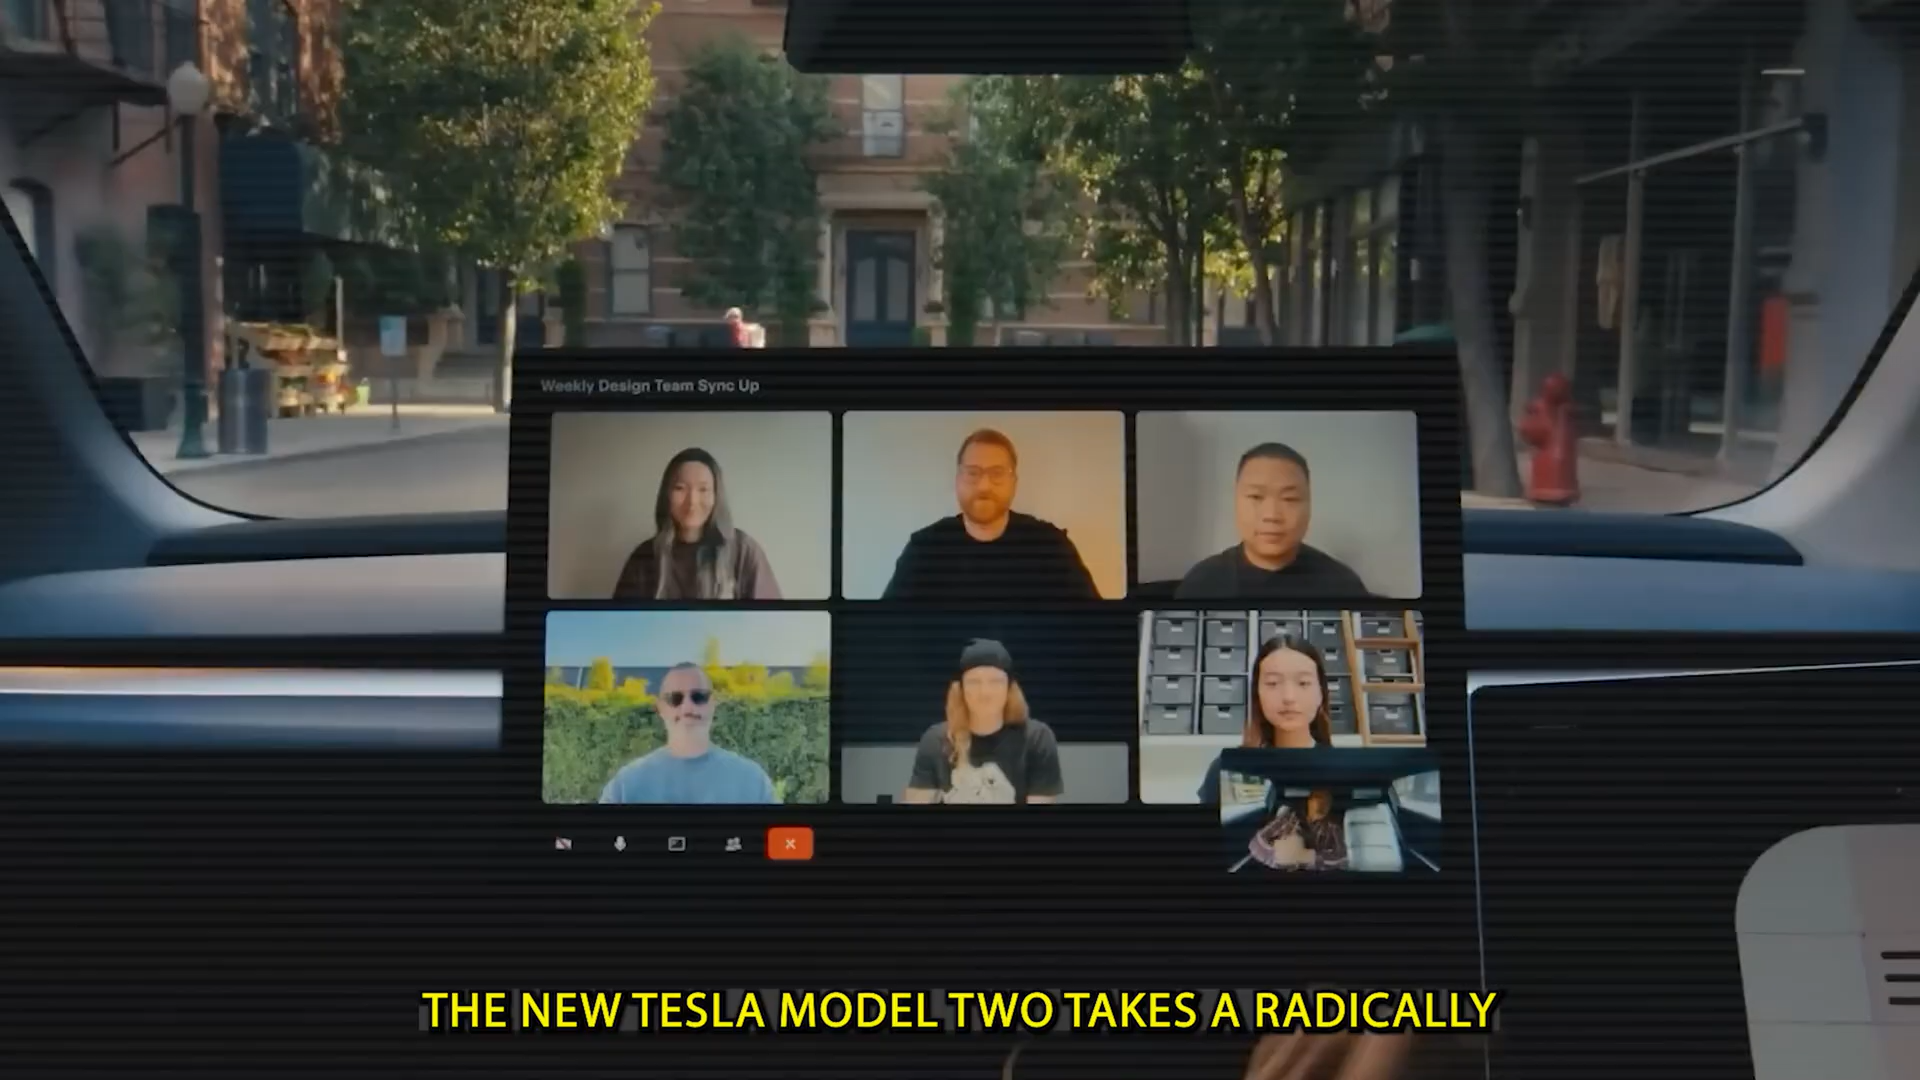 Weekly Design Team Sync Up
THE NEW TESLA MODEL TWO TAKES A RADICALLY